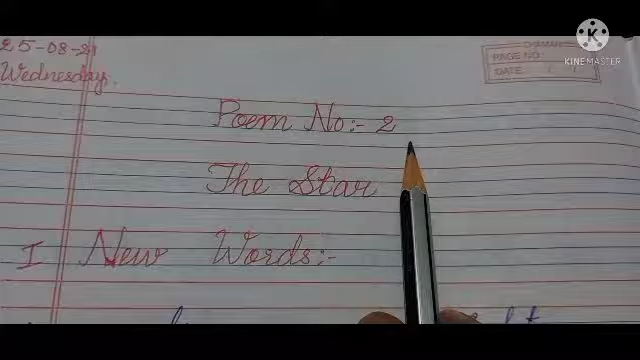 25-08-21
Wednesday.
PAGE NO:
DATE: / /
KINEMASTER
Poem No:- 2
The Star
I New Words:-